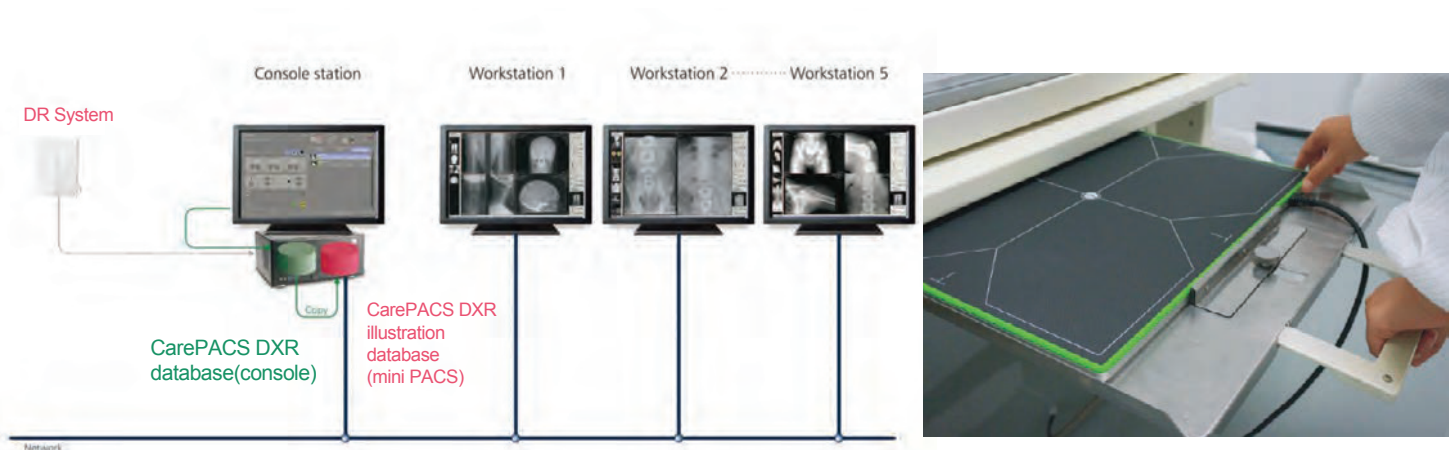 Console station
Workstation 1
Workstation 2 ·········· Workstation 5
DR System
Copy
CarePACS DXR
database(console)
CarePACS DXR
illustration
database
(mini PACS)
Network